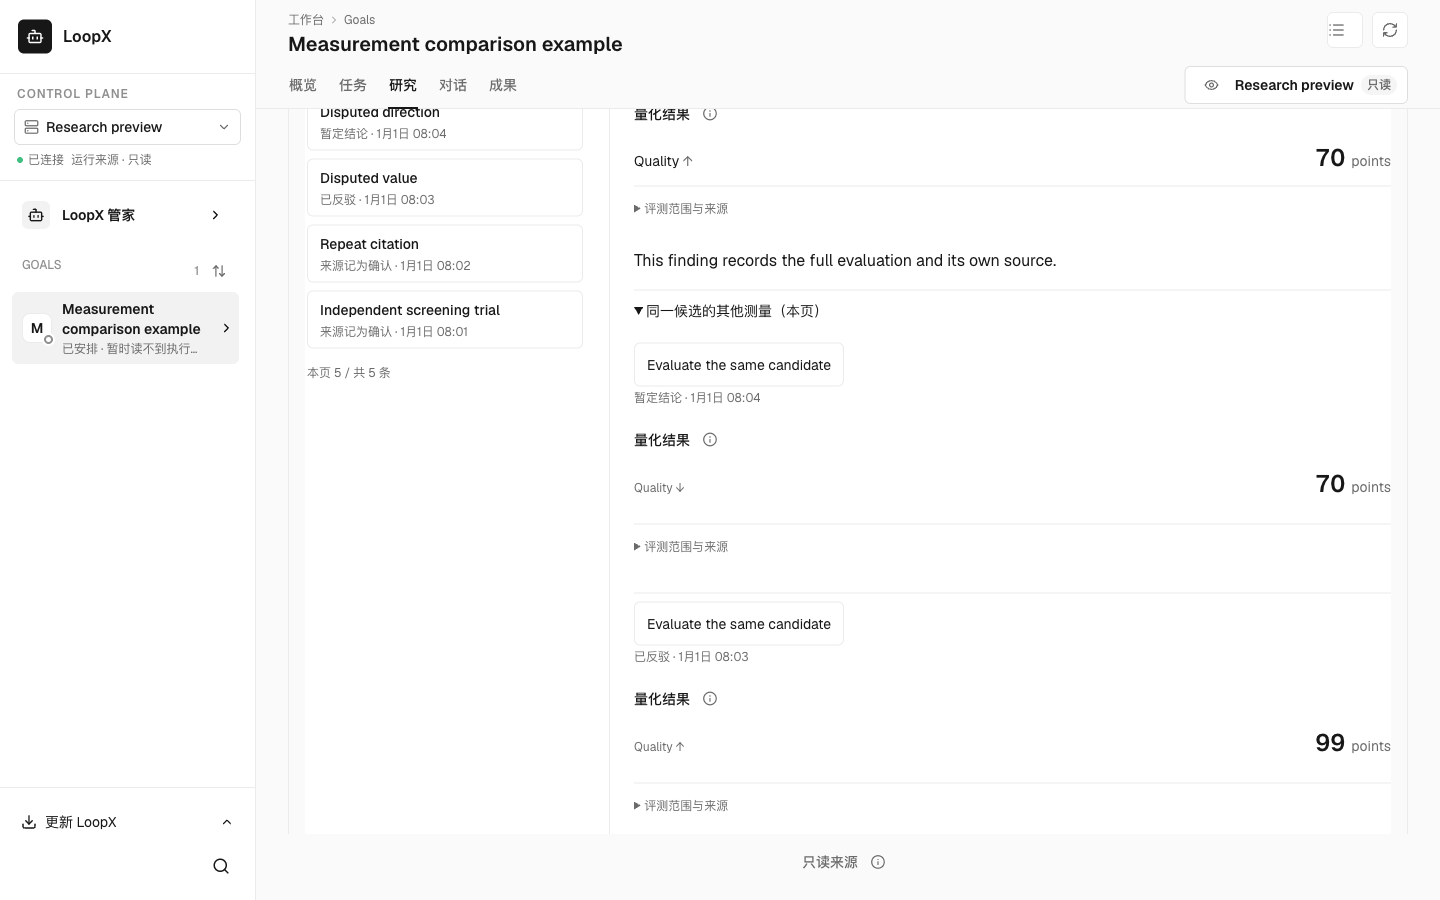 LoopX
CONTROL PLANE
Research preview
已连接 运行来源 · 只读
LoopX 管家
GOALS
1
M
Measurement
comparison example
已安排 · 暂时读不到执行...
更新 LoopX
工作台 > Goals
Measurement comparison example
概览 任务 研究 对话 成果
Research preview 只读
Disputed direction
暂定结论 · 1月1日 08:04
Disputed value
已反驳 · 1月1日 08:03
Repeat citation
来源记为确认 · 1月1日 08:02
Independent screening trial
来源记为确认 · 1月1日 08:01
本页 5 / 共 5 条
量化结果
Quality ↑ 70 points
▶ 评测范围与来源
This finding records the full evaluation and its own source.
▼ 同一候选的其他测量（本页）
Evaluate the same candidate
暂定结论 · 1月1日 08:04
量化结果
Quality ↓ 70 points
▶ 评测范围与来源
Evaluate the same candidate
已反驳 · 1月1日 08:03
量化结果
Quality ↑ 99 points
▶ 评测范围与来源
只读来源